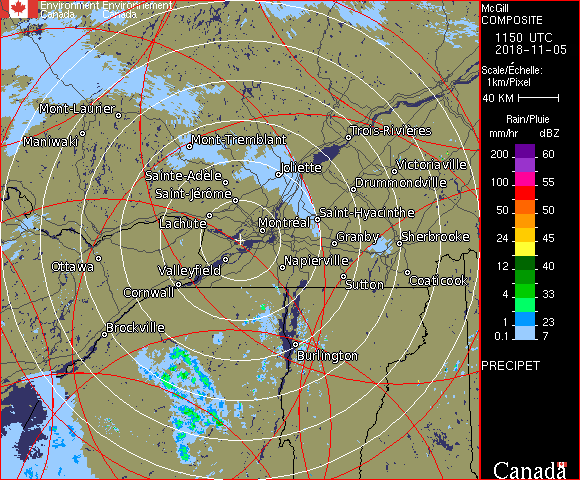 Environment Environnement
Canada Canada
McGill
COMPOSITE
1150 UTC
2018-11-05
Scale/Échelle:
1km/Pixel
40 KM
Rain/Pluie
mm/hr dBZ
200 60
100 55
50 50
24 45
12 40
4 33
1 23
0.1 7
PRECIPET
Canada
Mont-Laurier
Maniwaki
Mont-Tremblant
Trois-Rivières
Joliette
Victoriaville
Sainte-Adèle
Drummondville
Saint-Jérôme
Saint-Hyacinthe
Lachute
Montréal
Granby
Sherbrooke
Ottawa
Valleyfield
Napierville
Sutton
Coaticook
Cornwall
Brockville
Burlington